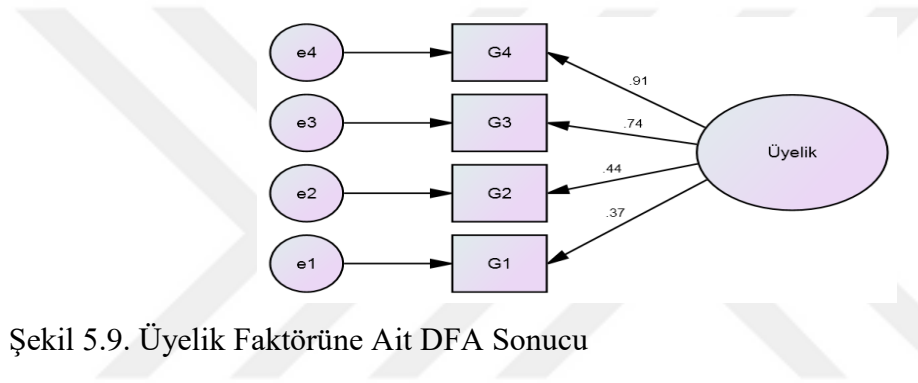 e4 G4
.91
e3 G3 .74
Üyelik
.44
e2 G2
.37
e1 G1
Şekil 5.9. Üyelik Faktörüne Ait DFA Sonucu